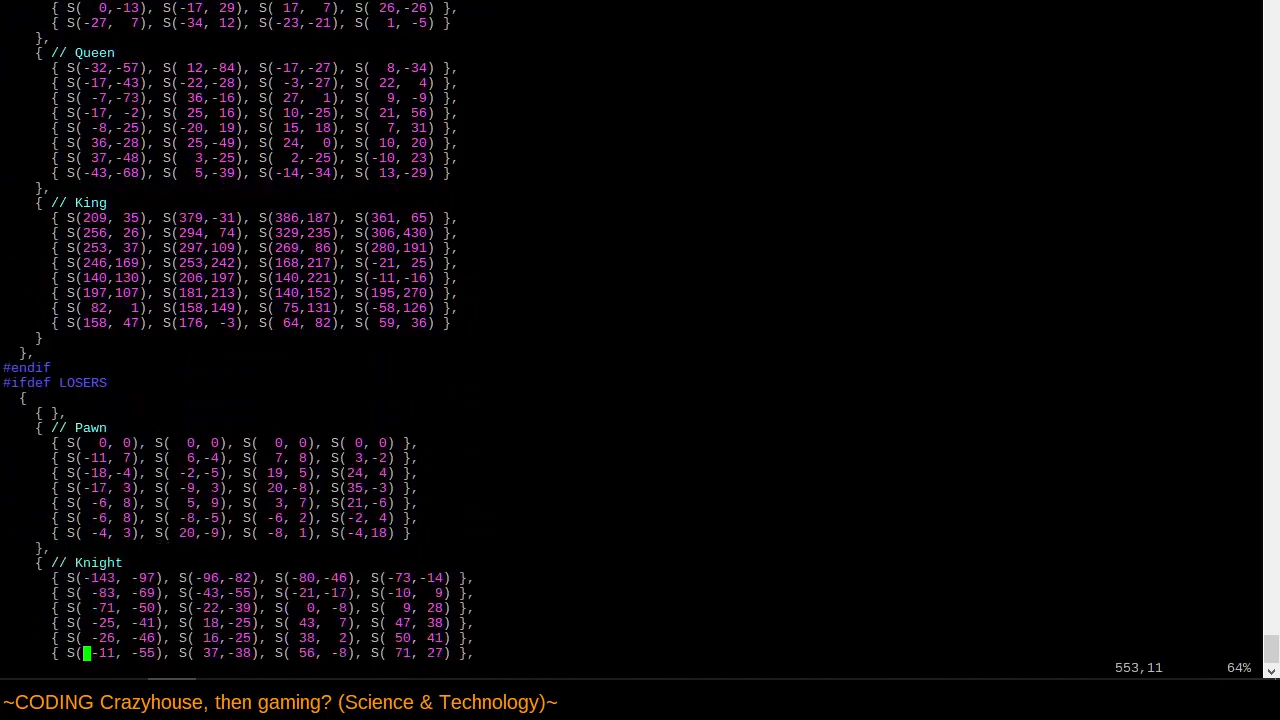 { S(  0,-13), S(-17, 29), S( 17,  7), S( 26,-26) },
{ S(-27,  7), S(-34, 12), S(-23,-21), S(  1, -5) }
},
{ // Queen
{ S(-32,-57), S( 12,-84), S(-17,-27), S(  8,-34) },
{ S(-17,-43), S(-22,-28), S( -3,-27), S( 22,  4) },
{ S( -7,-73), S( 36,-16), S( 27,  1), S(  9, -9) },
{ S(-17, -2), S( 25, 16), S( 10,-25), S( 21, 56) },
{ S( -8,-25), S(-20, 19), S( 15, 18), S(  7, 31) },
{ S( 36,-28), S( 25,-49), S( 24,  0), S( 10, 20) },
{ S( 37,-48), S(  3,-25), S(  2,-25), S(-10, 23) },
{ S(-43,-68), S(  5,-39), S(-14,-34), S( 13,-29) }
},
{ // King
{ S(209, 35), S(379,-31), S(386,187), S(361, 65) },
{ S(256, 26), S(294, 74), S(329,235), S(306,430) },
{ S(253, 37), S(297,109), S(269, 86), S(280,191) },
{ S(246,169), S(253,242), S(168,217), S(-21, 25) },
{ S(140,130), S(206,197), S(140,221), S(-11,-16) },
{ S(197,107), S(181,213), S(140,152), S(195,270) },
{ S( 82,  1), S(158,149), S( 75,131), S(-58,126) },
{ S(158, 47), S(176, -3), S( 64, 82), S( 59, 36) }
}
},
#endif
#ifdef LOSERS
{
{ },
{ // Pawn
{ S(  0, 0), S(  0, 0), S(  0, 0), S( 0, 0) },
{ S(-11, 7), S(  6,-4), S(  7, 8), S( 3,-2) },
{ S(-18,-4), S( -2,-5), S( 19, 5), S(24, 4) },
{ S(-17, 3), S( -9, 3), S( 20,-8), S(35,-3) },
{ S( -6, 8), S(  5, 9), S(  3, 7), S(21,-6) },
{ S( -6, 8), S( -8,-5), S( -6, 2), S(-2, 4) },
{ S( -4, 3), S( 20,-9), S( -8, 1), S(-4,18) }
},
{ // Knight
{ S(-143, -97), S(-96,-82), S(-80,-46), S(-73,-14) },
{ S( -83, -69), S(-43,-55), S(-21,-17), S(-10,  9) },
{ S( -71, -50), S(-22,-39), S(  0, -8), S(  9, 28) },
{ S( -25, -41), S( 18,-25), S( 43,  7), S( 47, 38) },
{ S( -26, -46), S( 16,-25), S( 38,  2), S( 50, 41) },
{ S( -11, -55), S( 37,-38), S( 56, -8), S( 71, 27) },
553,11 64%
~CODING Crazyhouse, then gaming? (Science & Technology)~